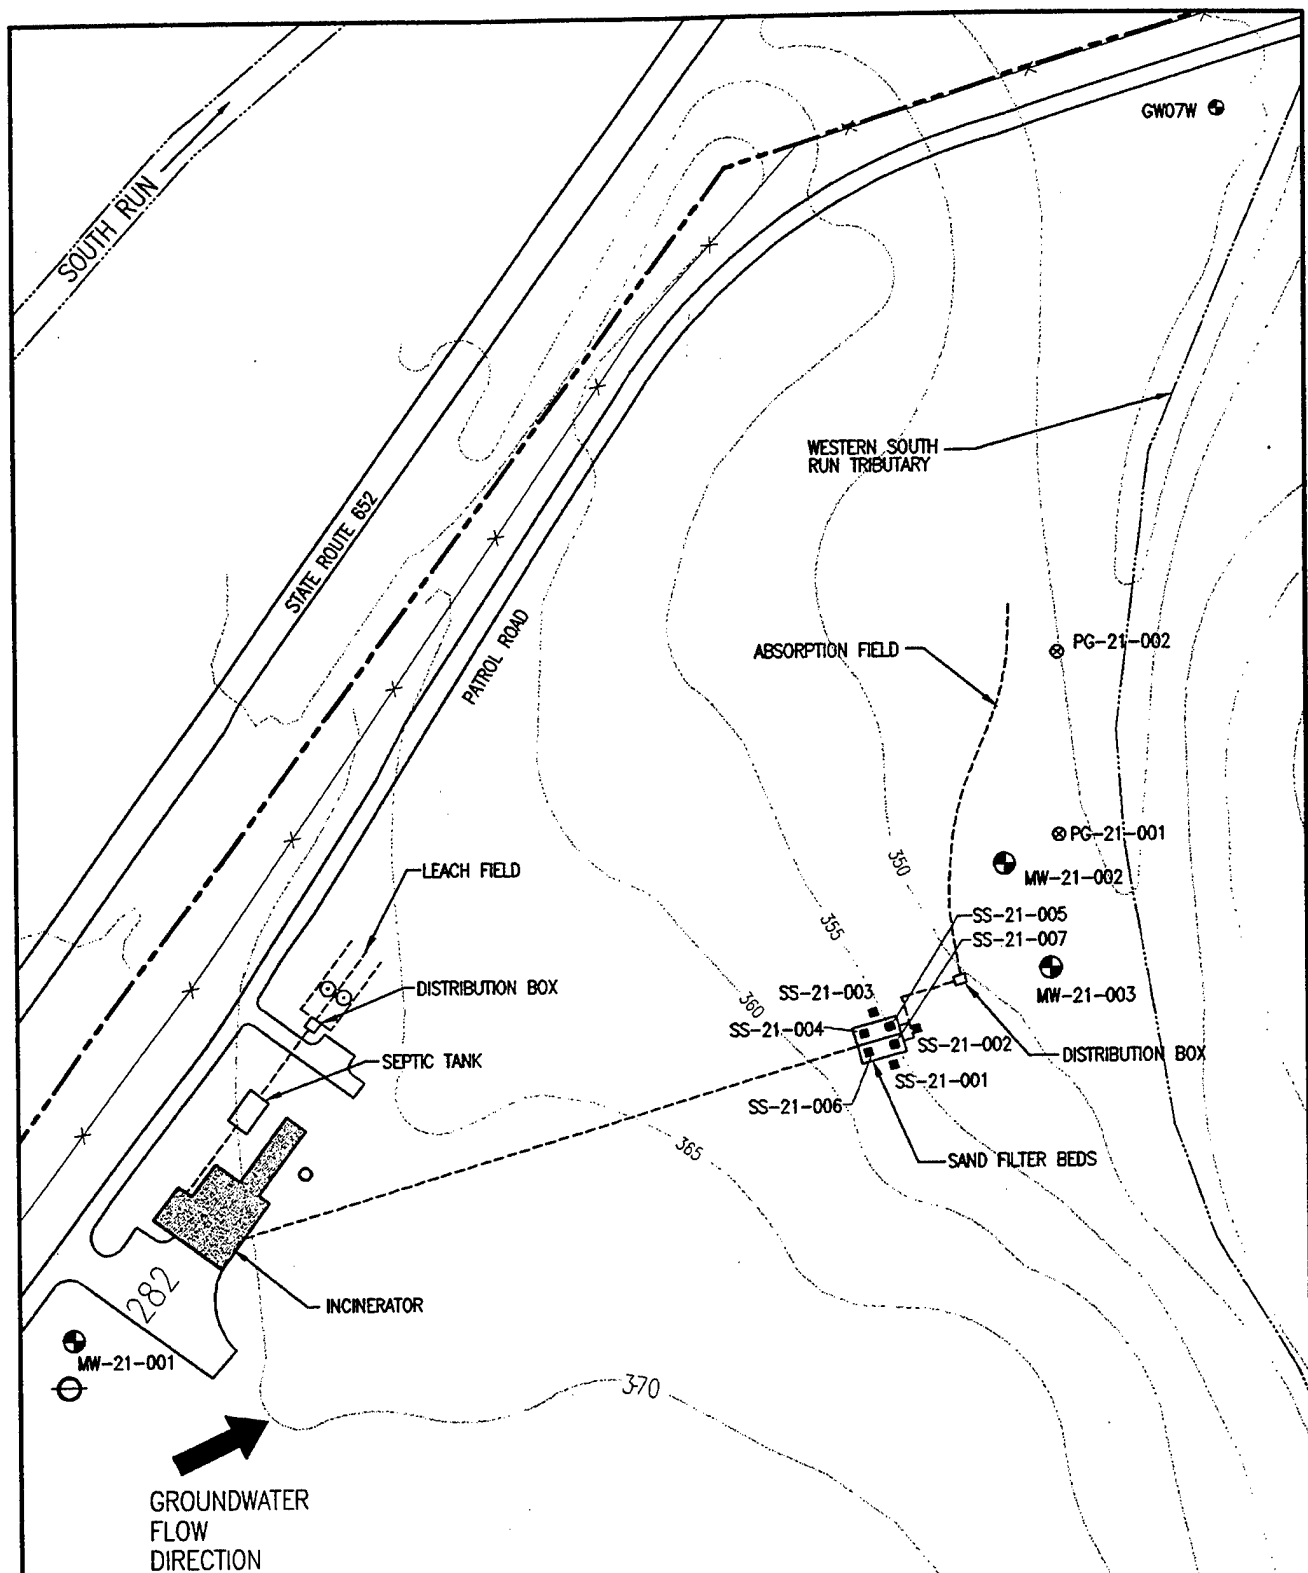 GW07W
SOUTH RUN
WESTERN SOUTH
RUN TRIBUTARY
STATE ROUTE 652
PATROL ROAD
ABSORPTION FIELD
PG-21-002
PG-21-001
350
LEACH FIELD
MW-21-002
355
SS-21-005
SS-21-007
DISTRIBUTION BOX
SS-21-003
MW-21-003
360
SS-21-004
SS-21-002
DISTRIBUTION BOX
SEPTIC TANK
SS-21-001
SS-21-006
365
SAND FILTER BEDS
282
INCINERATOR
MW-21-001
370
GROUNDWATER
FLOW
DIRECTION